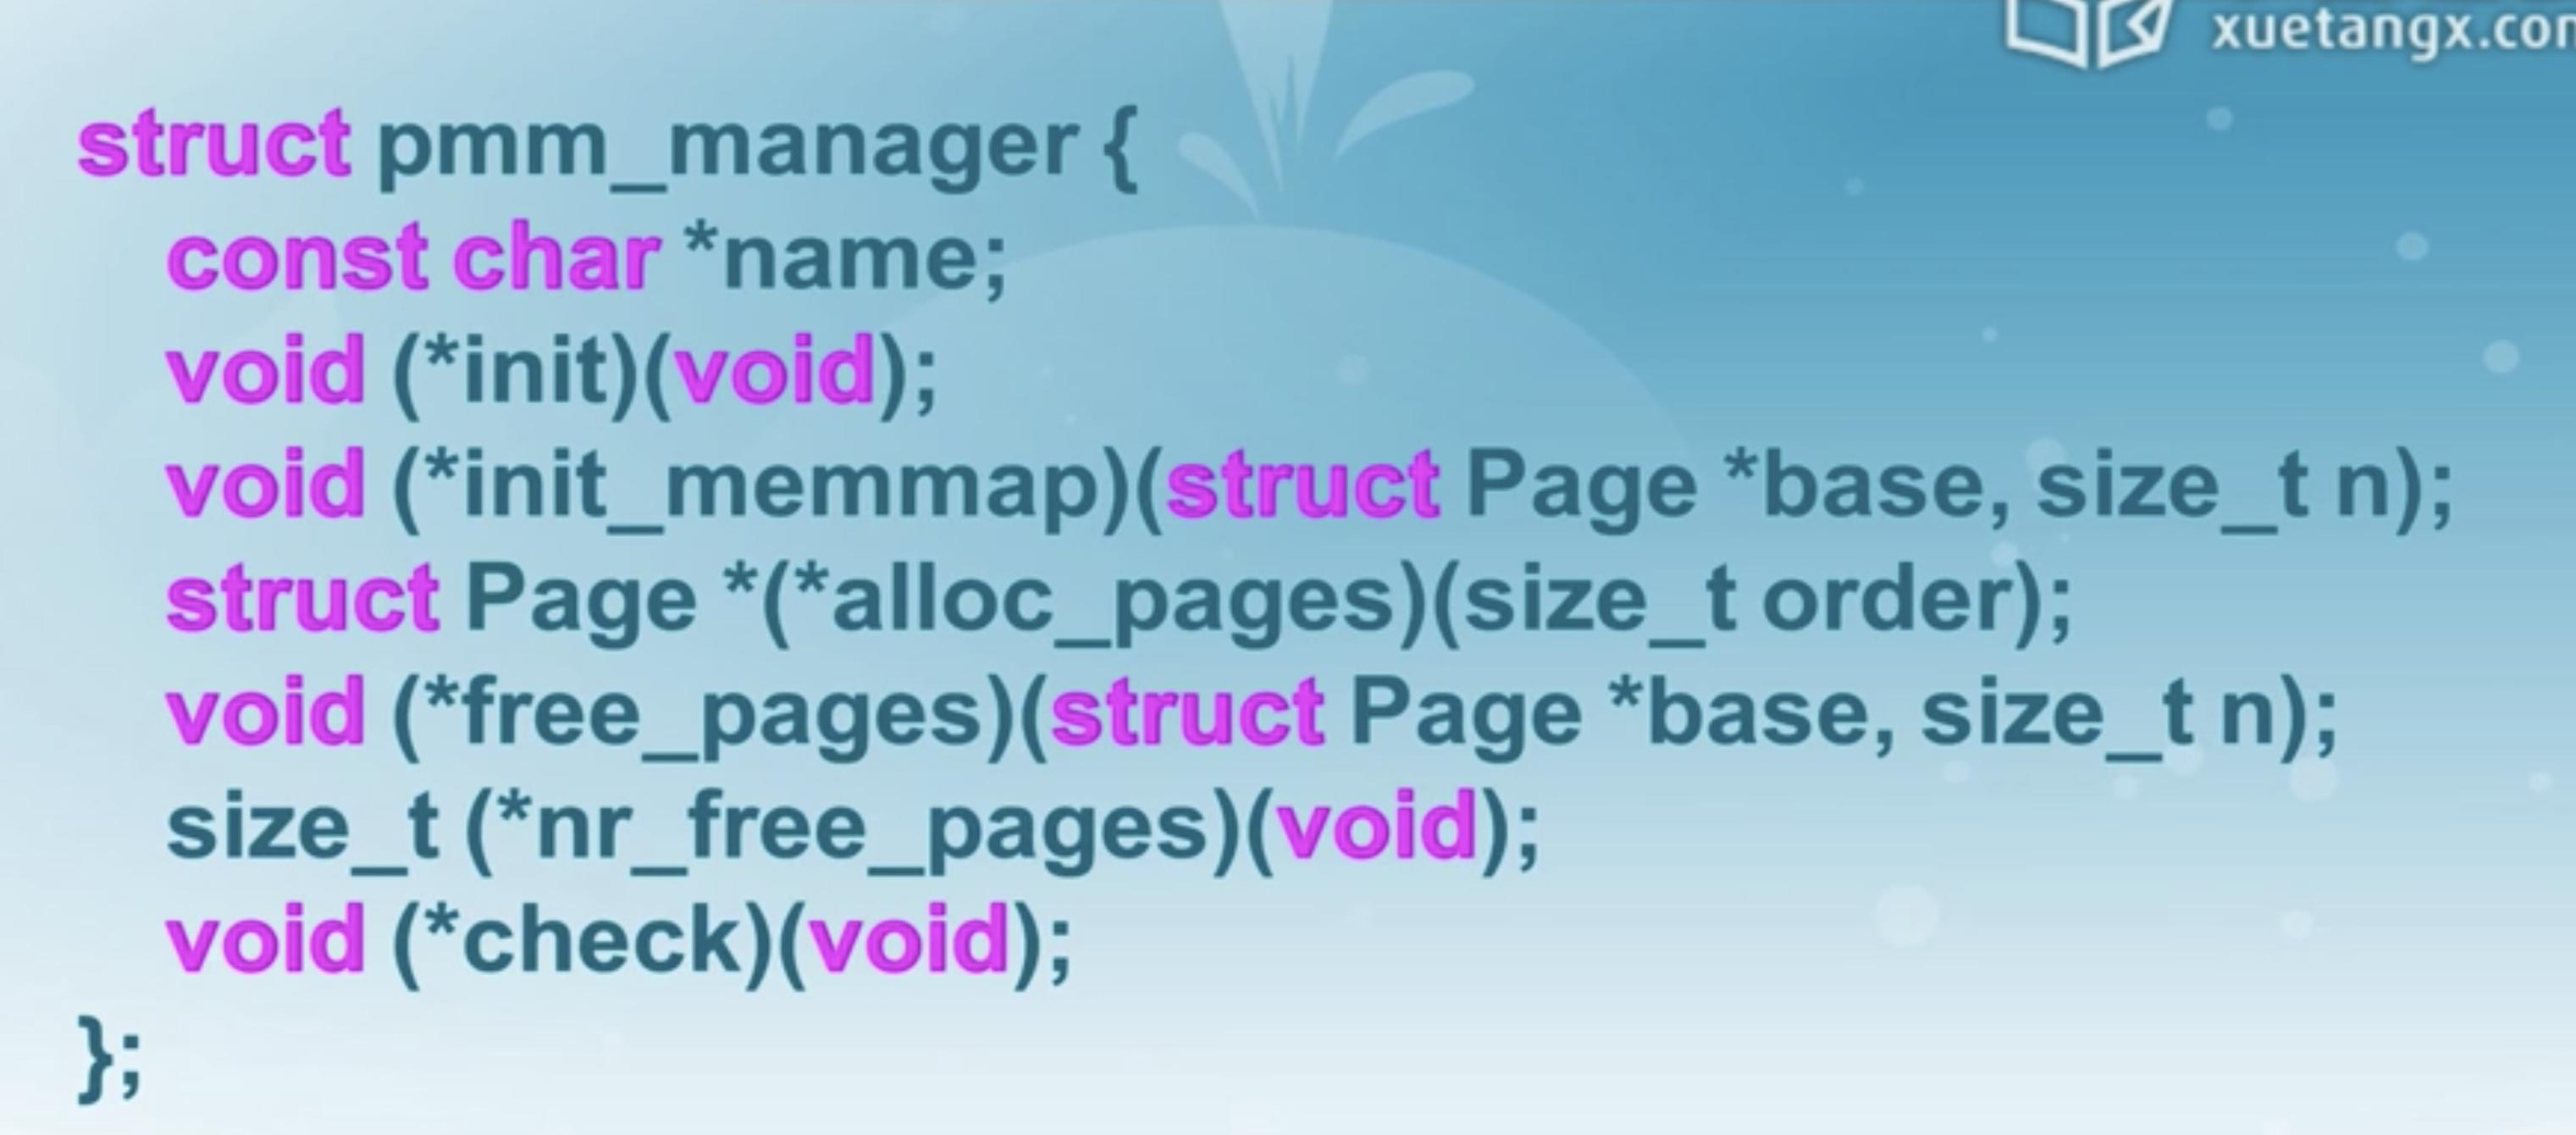 xuetangx.com
struct pmm_manager {
const char *name;
void (*init)(void);
void (*init_memmap)(struct Page *base, size_t n);
struct Page *(*alloc_pages)(size_t order);
void (*free_pages)(struct Page *base, size_t n);
size_t (*nr_free_pages)(void);
void (*check)(void);
};